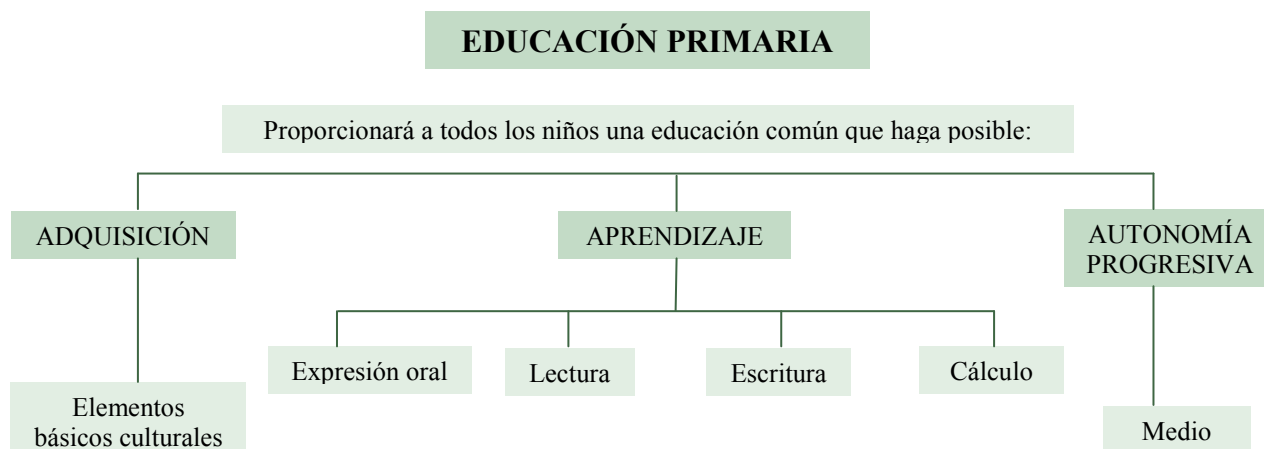 EDUCACIÓN PRIMARIA
Proporcionará a todos los niños una educación común que haga posible:
ADQUISICIÓN
APRENDIZAJE
AUTONOMÍA
PROGRESIVA
Expresión oral
Lectura
Escritura
Cálculo
Elementos
básicos culturales
Medio